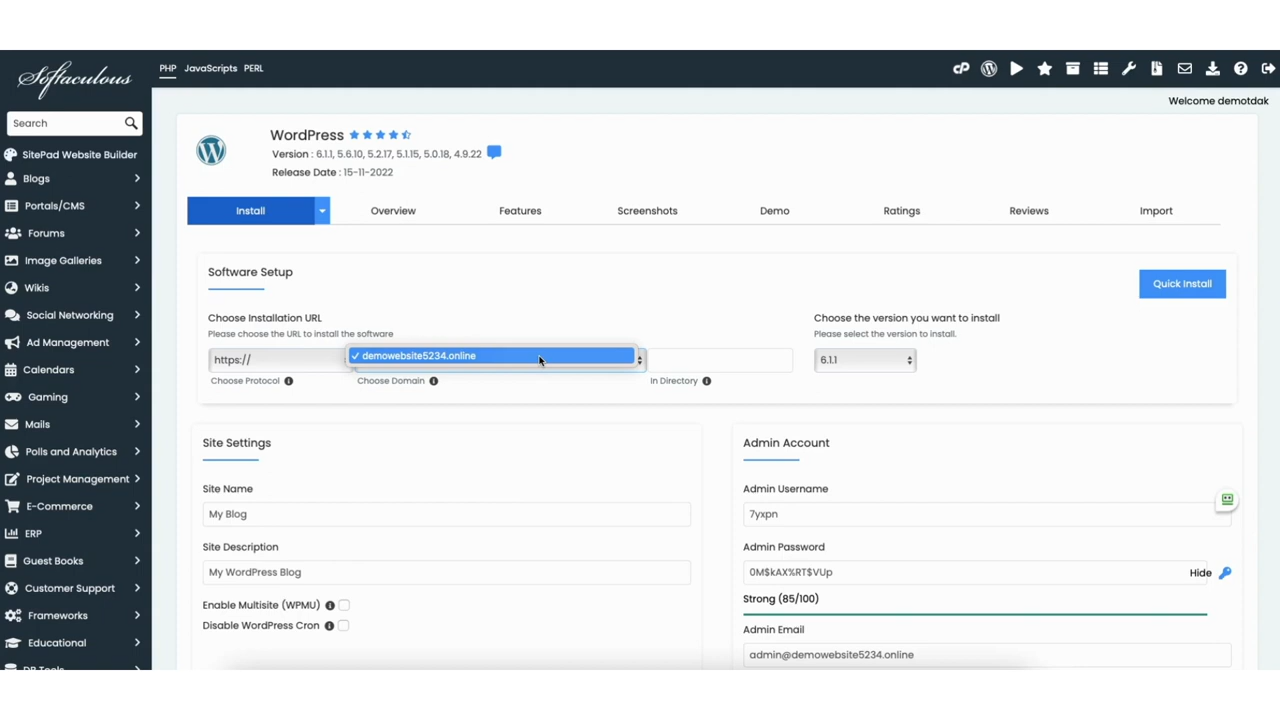 Softaculous
PHP JavaScripts PERL
Welcome demotdak
Search
SitePad Website Builder
Blogs
Portals/CMS
Forums
Image Galleries
Wikis
Social Networking
Ad Management
Calendars
Gaming
Mails
Polls and Analytics
Project Management
E-Commerce
ERP
Guest Books
Customer Support
Frameworks
Educational
DB Tools
WordPress
Version : 6.1.1, 5.6.10, 5.2.17, 5.1.15, 5.0.18, 4.9.22
Release Date : 15-11-2022
Install Overview Features Screenshots Demo Ratings Reviews Import
Software Setup
Quick Install
Choose Installation URL
Please choose the URL to install the software
https://
✓ demowebsite5234.online
Choose Protocol
Choose Domain
In Directory
Choose the version you want to install
Please select the version to install.
6.1.1
Site Settings
Site Name
My Blog
Site Description
My WordPress Blog
Enable Multisite (WPMU)
Disable WordPress Cron
Admin Account
Admin Username
7yxpn
Admin Password
0M$kAX%RT$VUp
Hide
Strong (85/100)
Admin Email
admin@demowebsite5234.online